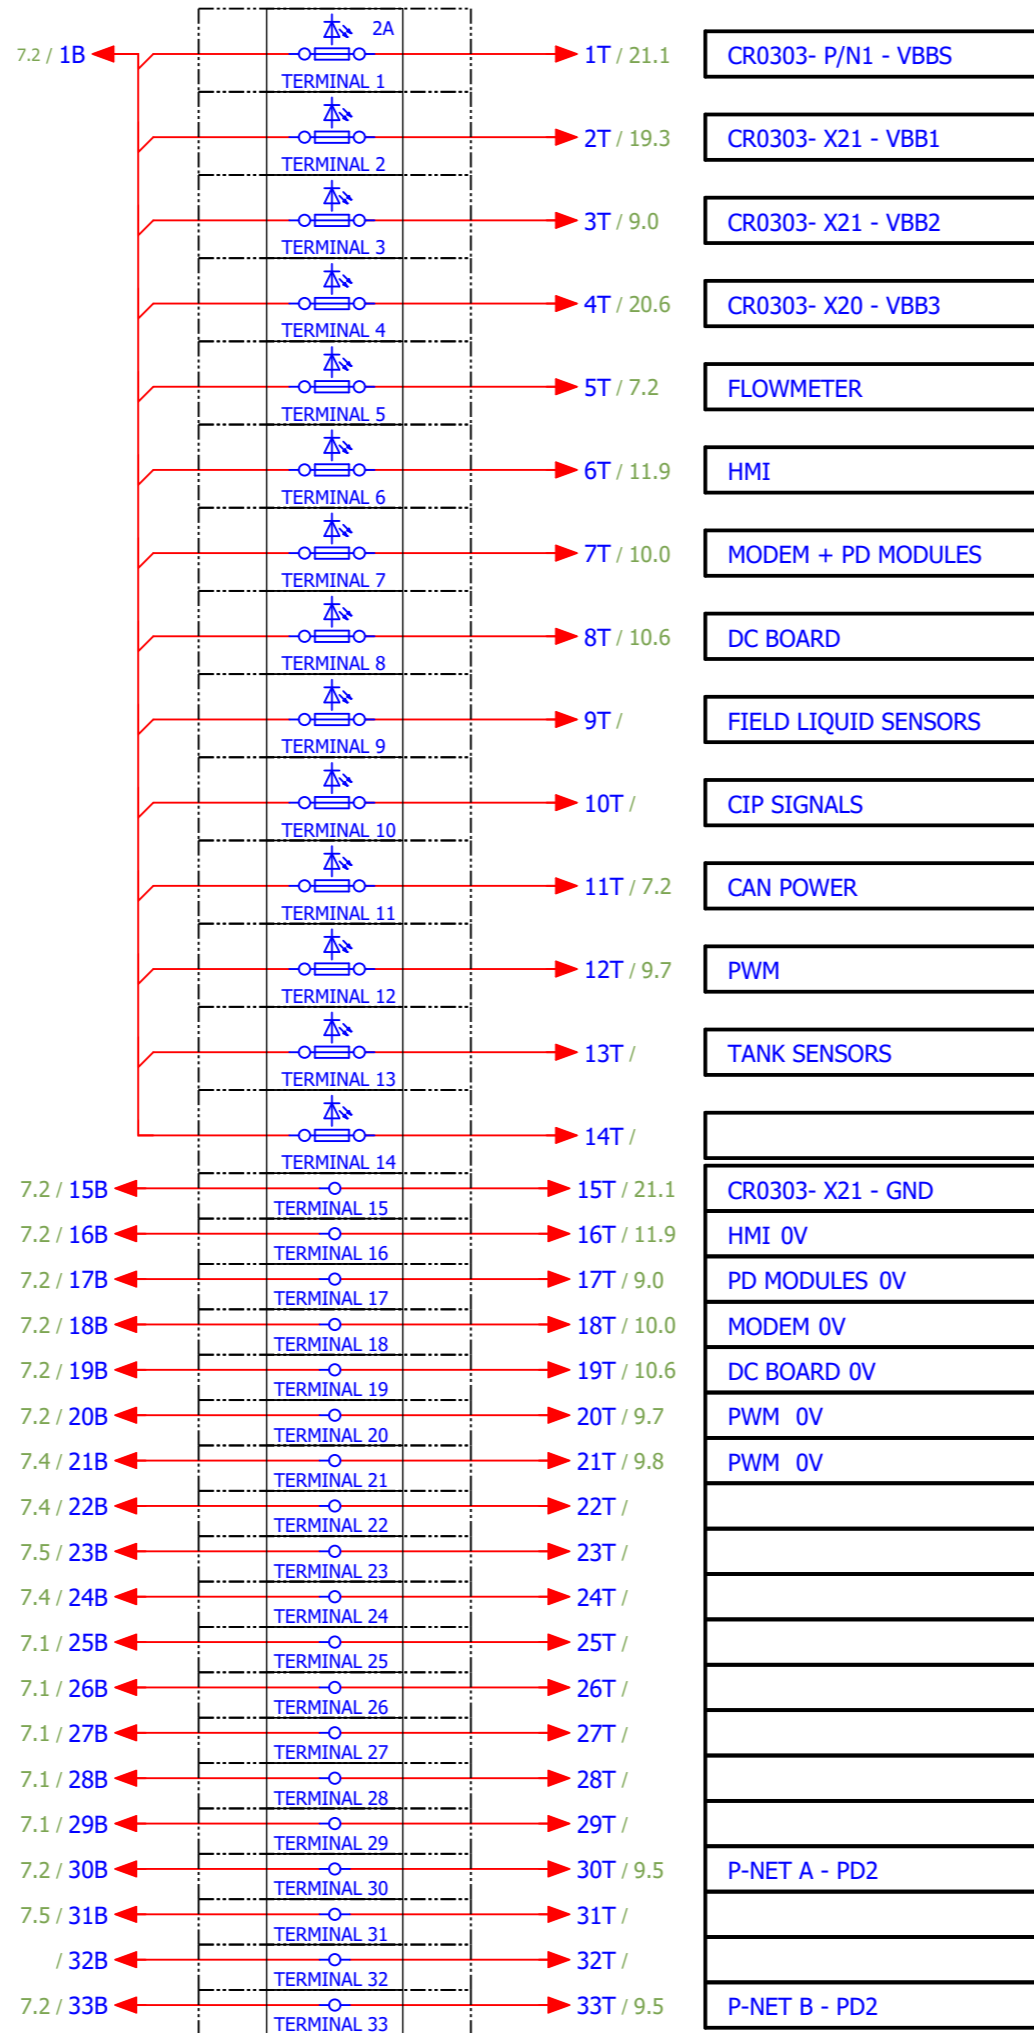 2A
7.2 / 1B 1T / 21.1 CR0303- P/N1 - VBBS
TERMINAL 1
2T / 19.3 CR0303- X21 - VBB1
TERMINAL 2
3T / 9.0 CR0303- X21 - VBB2
TERMINAL 3
4T / 20.6 CR0303- X20 - VBB3
TERMINAL 4
5T / 7.2 FLOWMETER
TERMINAL 5
6T / 11.9 HMI
TERMINAL 6
7T / 10.0 MODEM + PD MODULES
TERMINAL 7
8T / 10.6 DC BOARD
TERMINAL 8
9T / FIELD LIQUID SENSORS
TERMINAL 9
10T / CIP SIGNALS
TERMINAL 10
11T / 7.2 CAN POWER
TERMINAL 11
12T / 9.7 PWM
TERMINAL 12
13T / TANK SENSORS
TERMINAL 13
14T /
TERMINAL 14
7.2 / 15B 15T / 21.1 CR0303- X21 - GND
TERMINAL 15
7.2 / 16B 16T / 11.9 HMI 0V
TERMINAL 16
7.2 / 17B 17T / 9.0 PD MODULES 0V
TERMINAL 17
7.2 / 18B 18T / 10.0 MODEM 0V
TERMINAL 18
7.2 / 19B 19T / 10.6 DC BOARD 0V
TERMINAL 19
7.2 / 20B 20T / 9.7 PWM 0V
TERMINAL 20
7.4 / 21B 21T / 9.8 PWM 0V
TERMINAL 21
7.4 / 22B 22T /
TERMINAL 22
7.5 / 23B 23T /
TERMINAL 23
7.4 / 24B 24T /
TERMINAL 24
7.1 / 25B 25T /
TERMINAL 25
7.1 / 26B 26T /
TERMINAL 26
7.1 / 27B 27T /
TERMINAL 27
7.1 / 28B 28T /
TERMINAL 28
7.1 / 29B 29T /
TERMINAL 29
7.2 / 30B 30T / 9.5 P-NET A - PD2
TERMINAL 30
7.5 / 31B 31T /
TERMINAL 31
/ 32B 32T /
TERMINAL 32
7.2 / 33B 33T / 9.5 P-NET B - PD2
TERMINAL 33